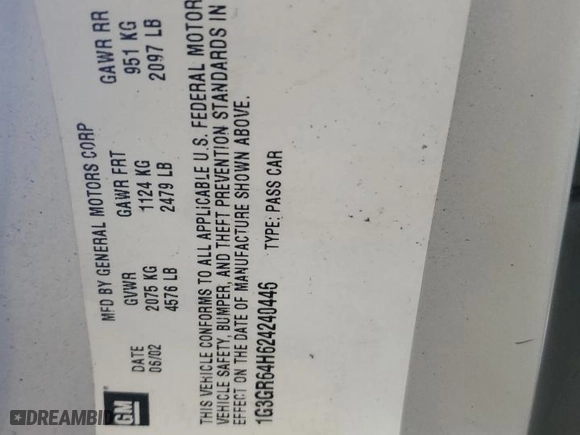 MFD BY GENERAL MOTORS CORP
DATE GVWR GAWR FRT GAWR RR
06/02 2075 KG 1124 KG 951 KG
4576 LB 2479 LB 2097 LB
THIS VEHICLE CONFORMS TO ALL APPLICABLE U.S. FEDERAL MOTOR
VEHICLE SAFETY, BUMPER, AND THEFT PREVENTION STANDARDS IN
EFFECT ON THE DATE OF MANUFACTURE SHOWN ABOVE.
1G3GR64H624240446 TYPE: PASS CAR
GM
DREAMBID